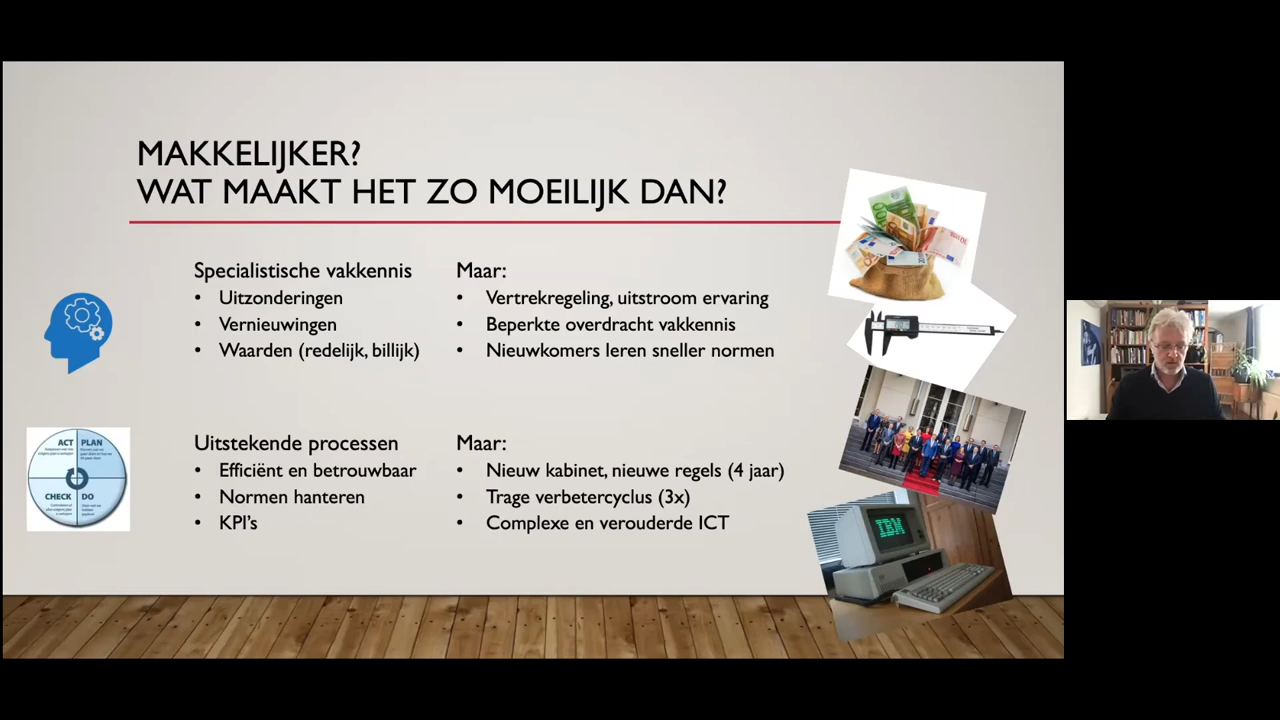 MAKKELIJKER?
WAT MAAKT HET ZO MOEILIJK DAN?
Specialistische vakkennis
• Uitzonderingen
• Vernieuwingen
• Waarden (redelijk, billijk)
Maar:
• Vertrekregeling, uitstroom ervaring
• Beperkte overdracht vakkennis
• Nieuwkomers leren sneller normen
ACT
PLAN
CHECK
DO
Uitstekende processen
• Efficiënt en betrouwbaar
• Normen hanteren
• KPI's
Maar:
• Nieuw kabinet, nieuwe regels (4 jaar)
• Trage verbetercyclus (3x)
• Complexe en verouderde ICT
100
IBM